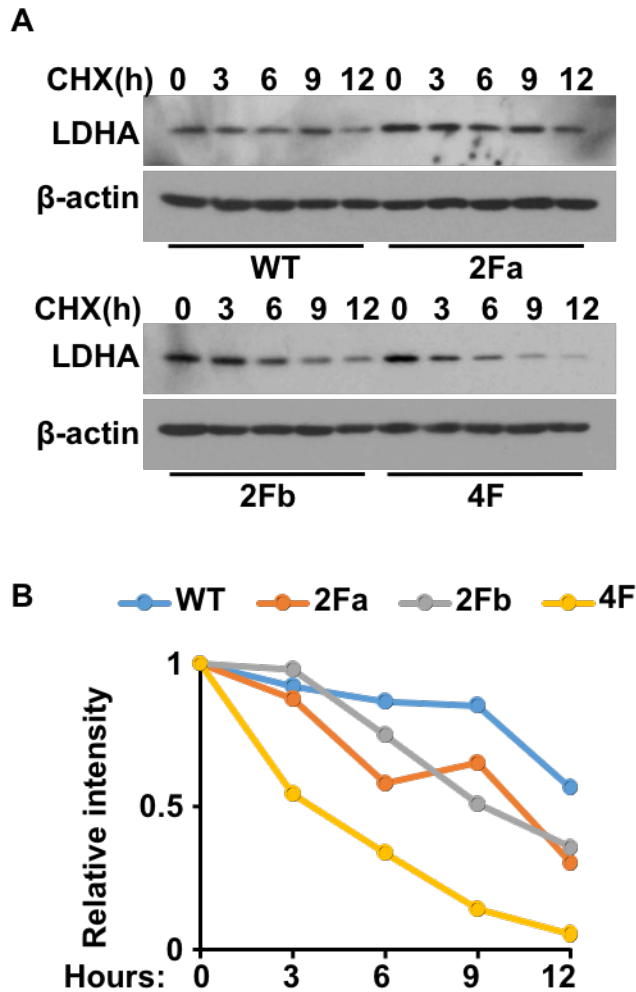 A
CHX(h) 0 3 6 9 12 0 3 6 9 12
LDHA
β-actin
WT 2Fa
CHX(h) 0 3 6 9 12 0 3 6 9 12
LDHA
β-actin
2Fb 4F
B
WT 2Fa 2Fb 4F
1
0.5
0
Relative intensity
Hours: 0 3 6 9 12